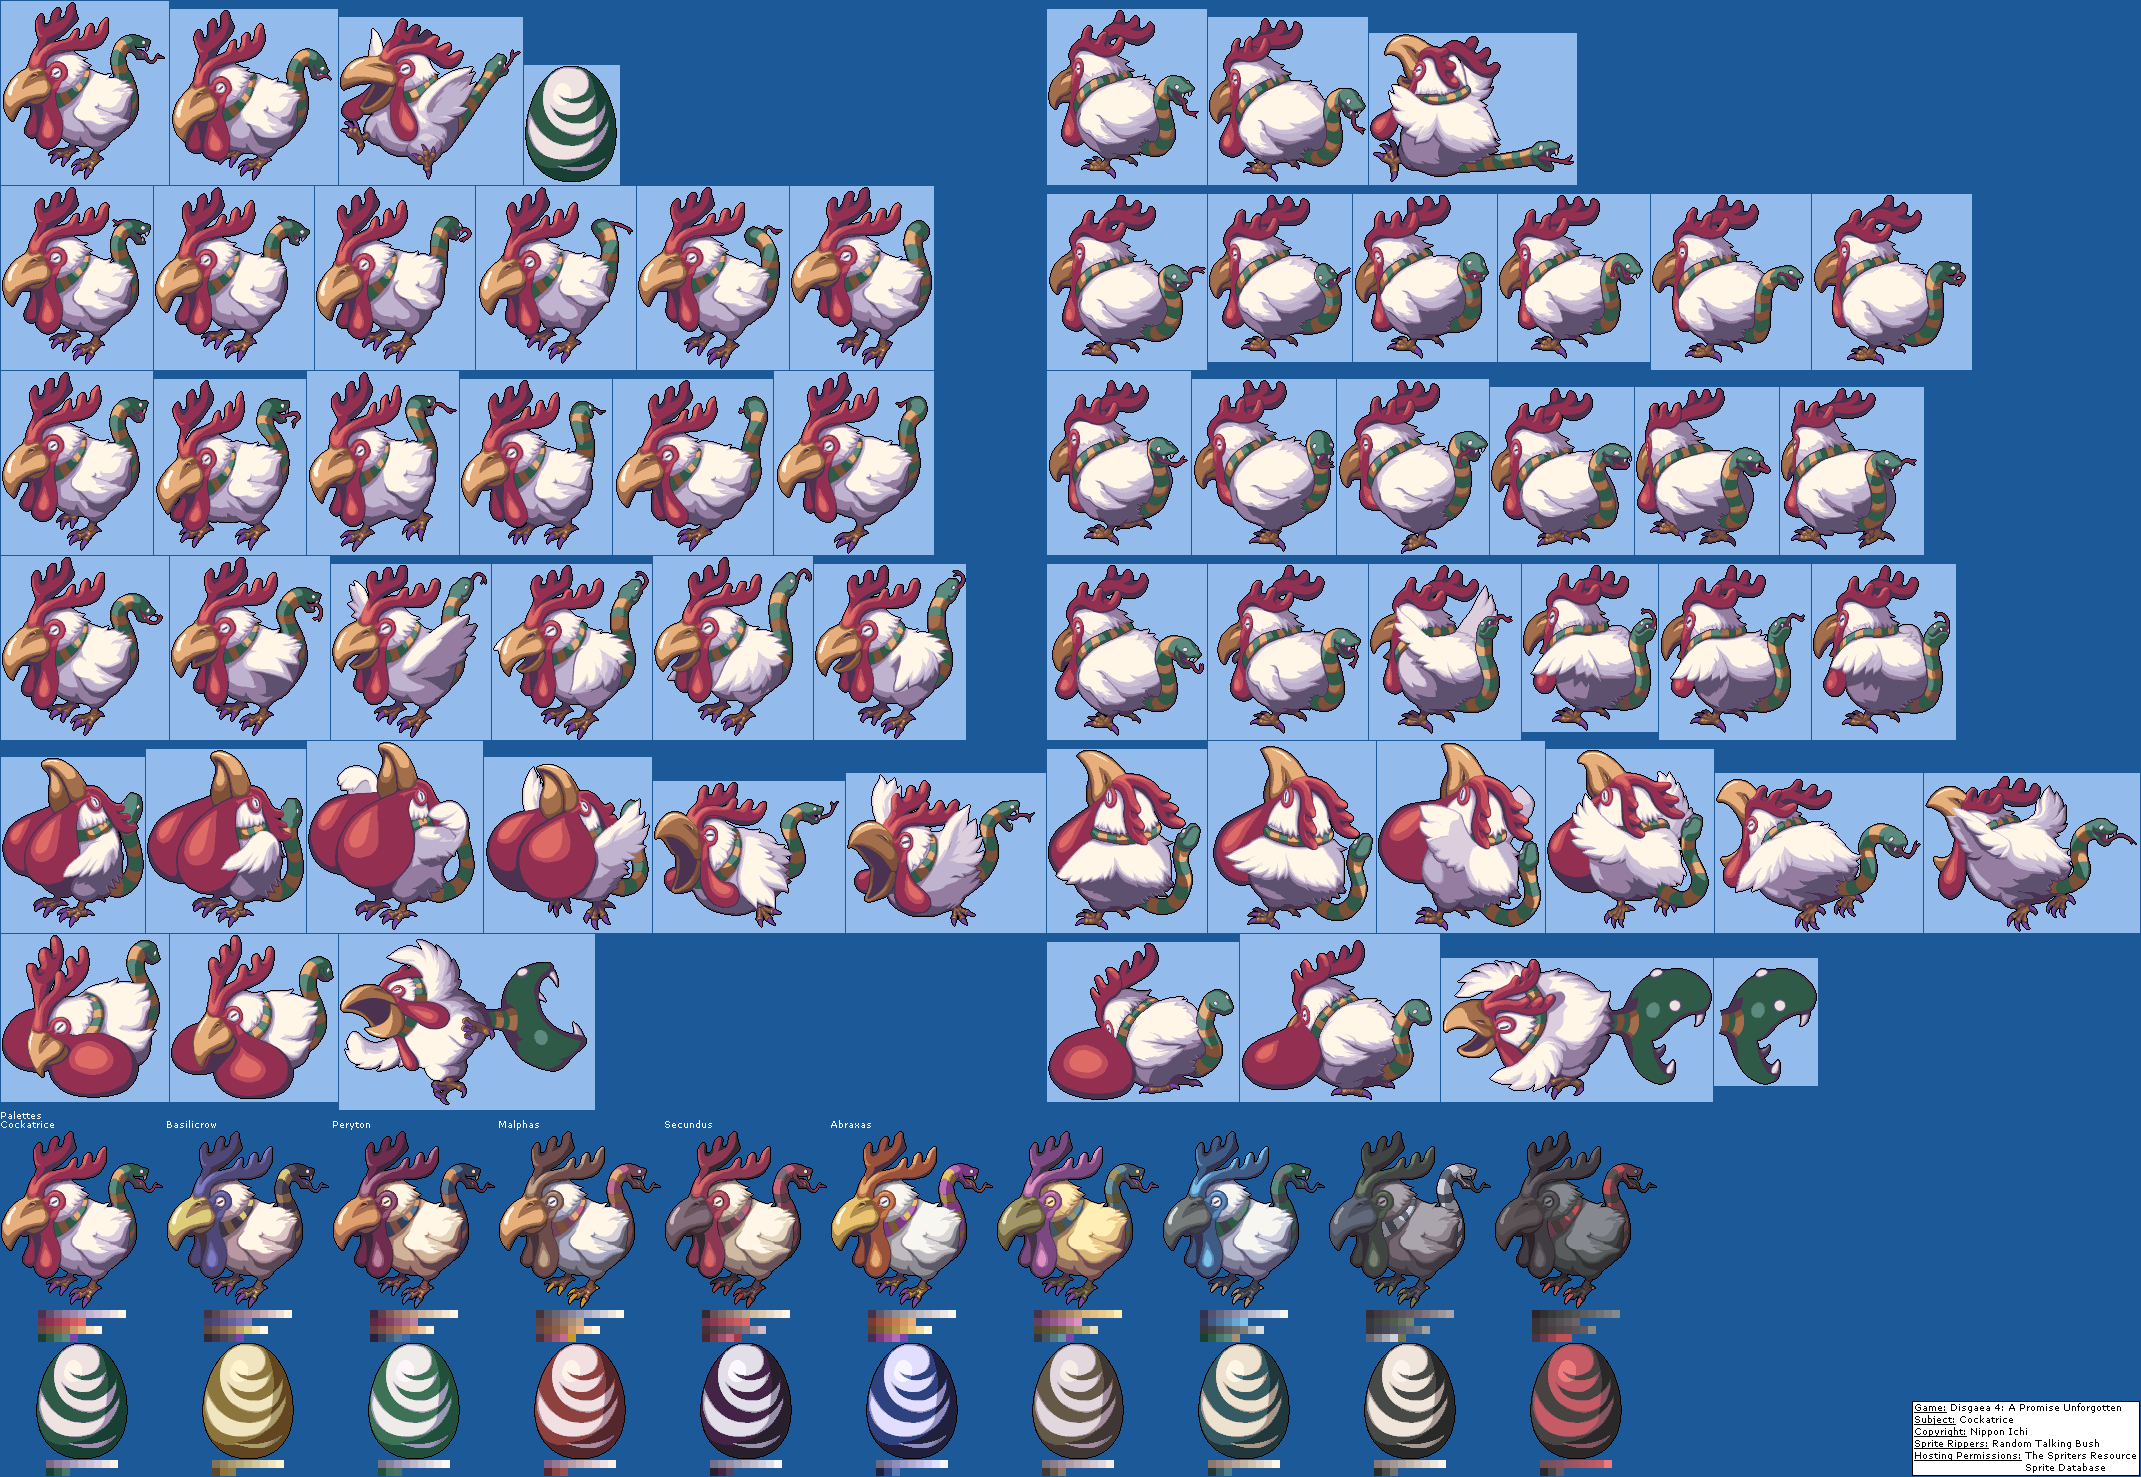 Palettes
Cockatrice
Basilicrow
Peryton
Malphas
Secundus
Abraxas
Game: Disgaea 4: A Promise Unforgotten
Subject: Cockatrice
Copyright: Nippon Ichi
Sprite Rippers: Random Talking Bush
Hosting Permissions: The Spriters Resource
Sprite Database